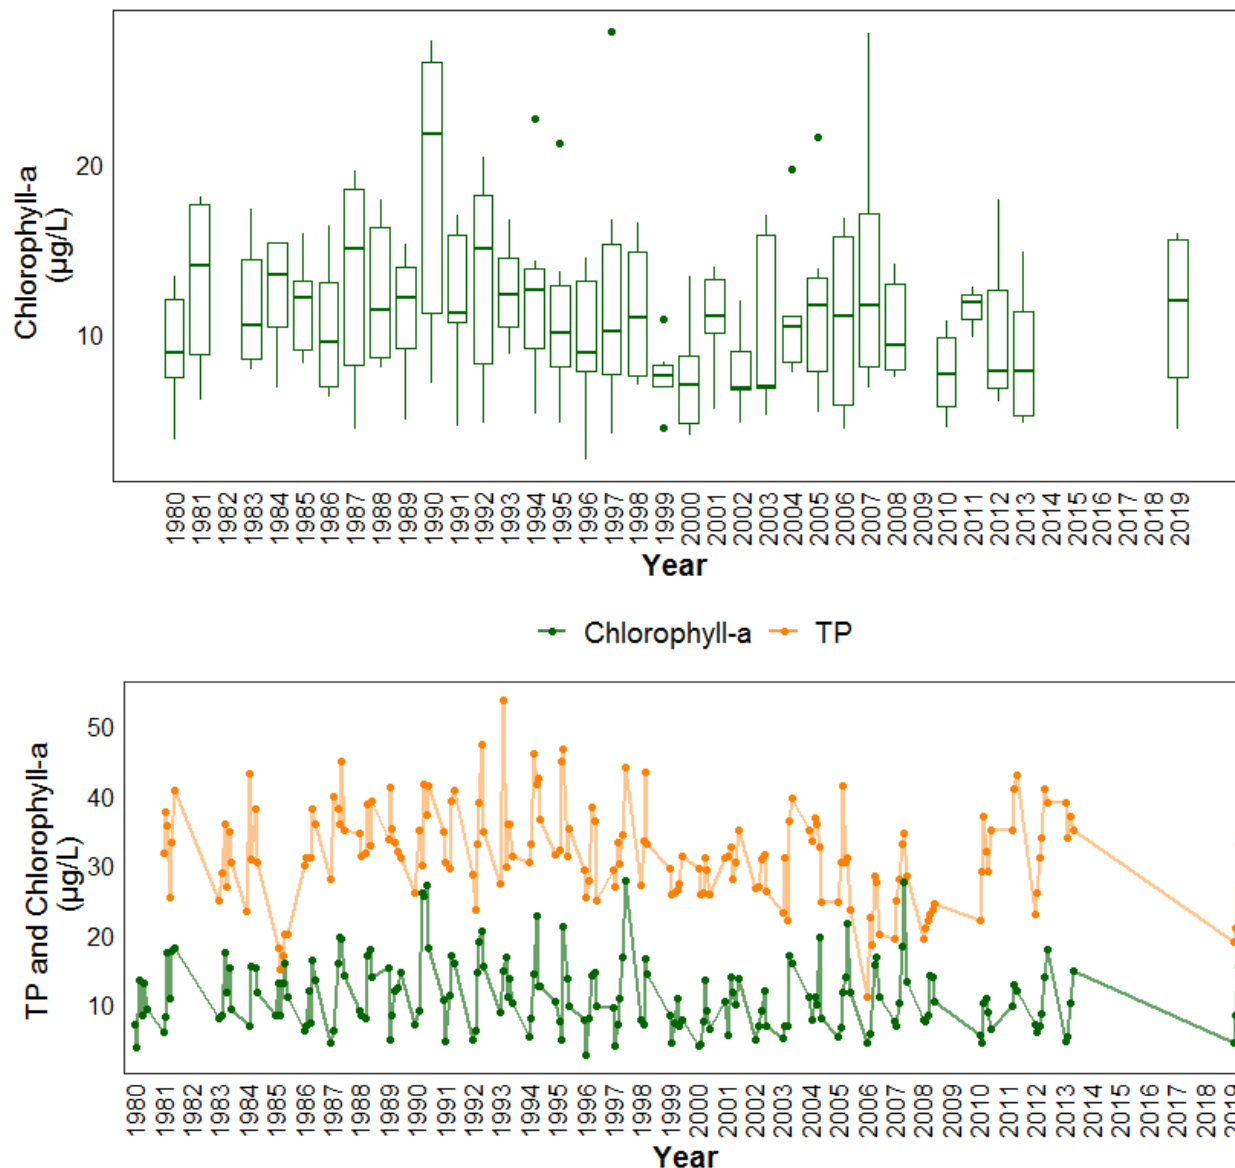 Chlorophyll-a
(µg/L)
20
10
1980 1981 1982 1983 1984 1985 1986 1987 1988 1989 1990 1991 1992 1993 1994 1995 1996 1997 1998 1999 2000 2001 2002 2003 2004 2005 2006 2007 2008 2009 2010 2011 2012 2013 2014 2015 2016 2017 2018 2019
Year
Chlorophyll-a TP
TP and Chlorophyll-a
(µg/L)
50
40
30
20
10
1980 1981 1982 1983 1984 1985 1986 1987 1988 1989 1990 1991 1992 1993 1994 1995 1996 1997 1998 1999 2000 2001 2002 2003 2004 2005 2006 2007 2008 2009 2010 2011 2012 2013 2014 2015 2016 2017 2018 2019
Year